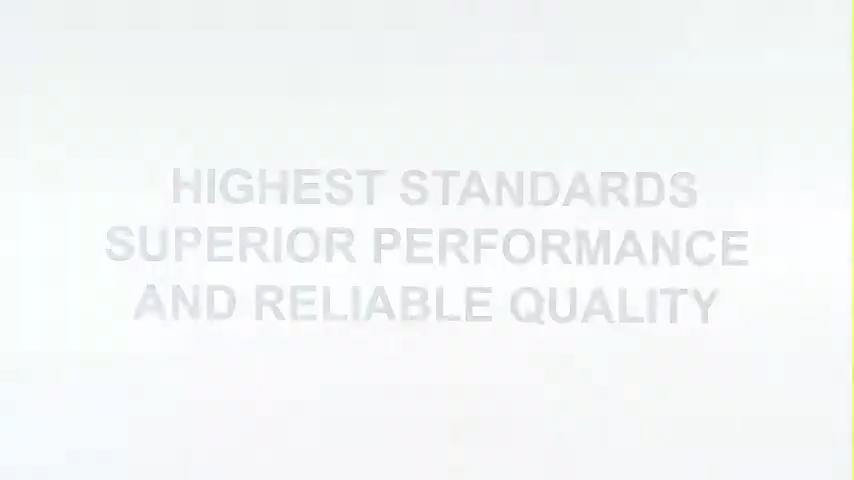 HIGHEST STANDARDS
SUPERIOR PERFORMANCE
AND RELIABLE QUALITY